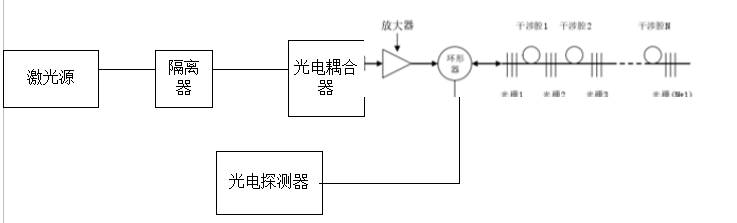 干涉腔1 干涉腔2 干涉腔N
放大器
激光源
隔离
器
光电耦合
器
环形
器
光栅1 光栅2 光栅3 光栅(N+1)
光电探测器